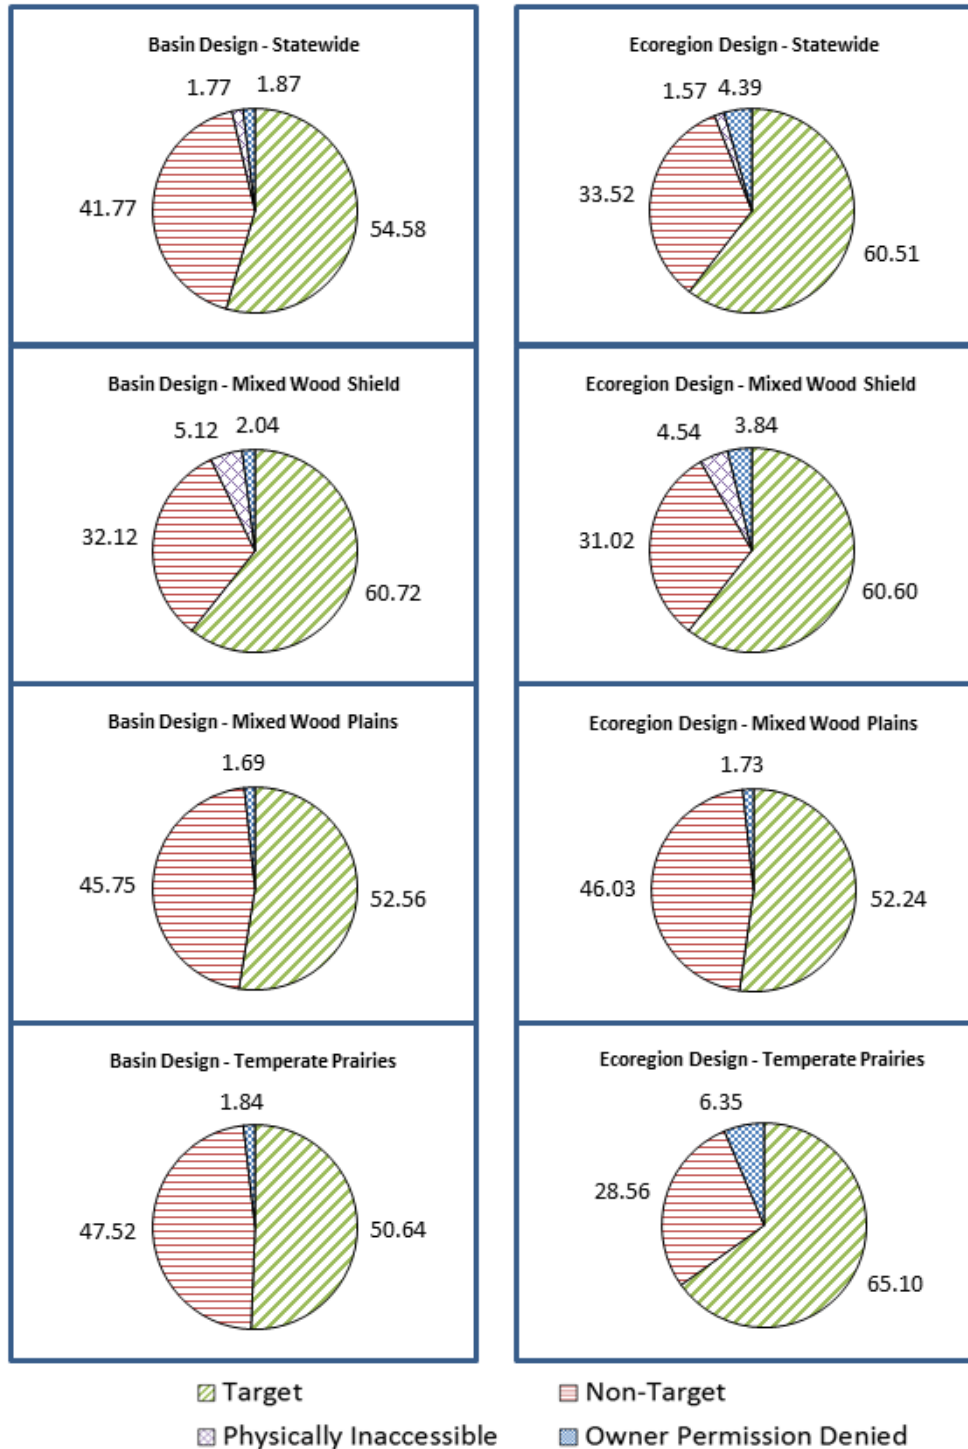 Basin Design - Statewide
1.77 1.87
41.77
54.58
Ecoregion Design - Statewide
1.57 4.39
33.52
60.51
Basin Design - Mixed Wood Shield
5.12 2.04
32.12
60.72
Ecoregion Design - Mixed Wood Shield
4.54 3.84
31.02
60.60
Basin Design - Mixed Wood Plains
1.69
45.75
52.56
Ecoregion Design - Mixed Wood Plains
1.73
46.03
52.24
Basin Design - Temperate Prairies
1.84
47.52
50.64
Ecoregion Design - Temperate Prairies
6.35
28.56
65.10
Target
Non-Target
Physically Inaccessible
Owner Permission Denied